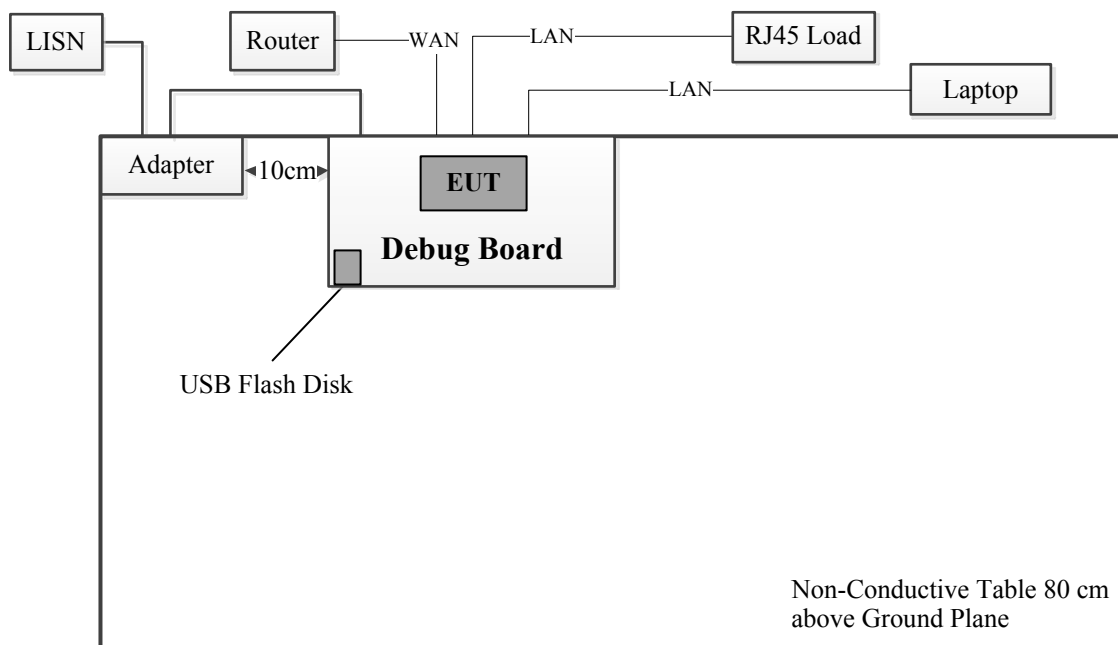 LISN
Router
WAN
LAN
RJ45 Load
LAN
Laptop
Adapter
10cm
EUT
Debug Board
USB Flash Disk
Non-Conductive Table 80 cm
above Ground Plane